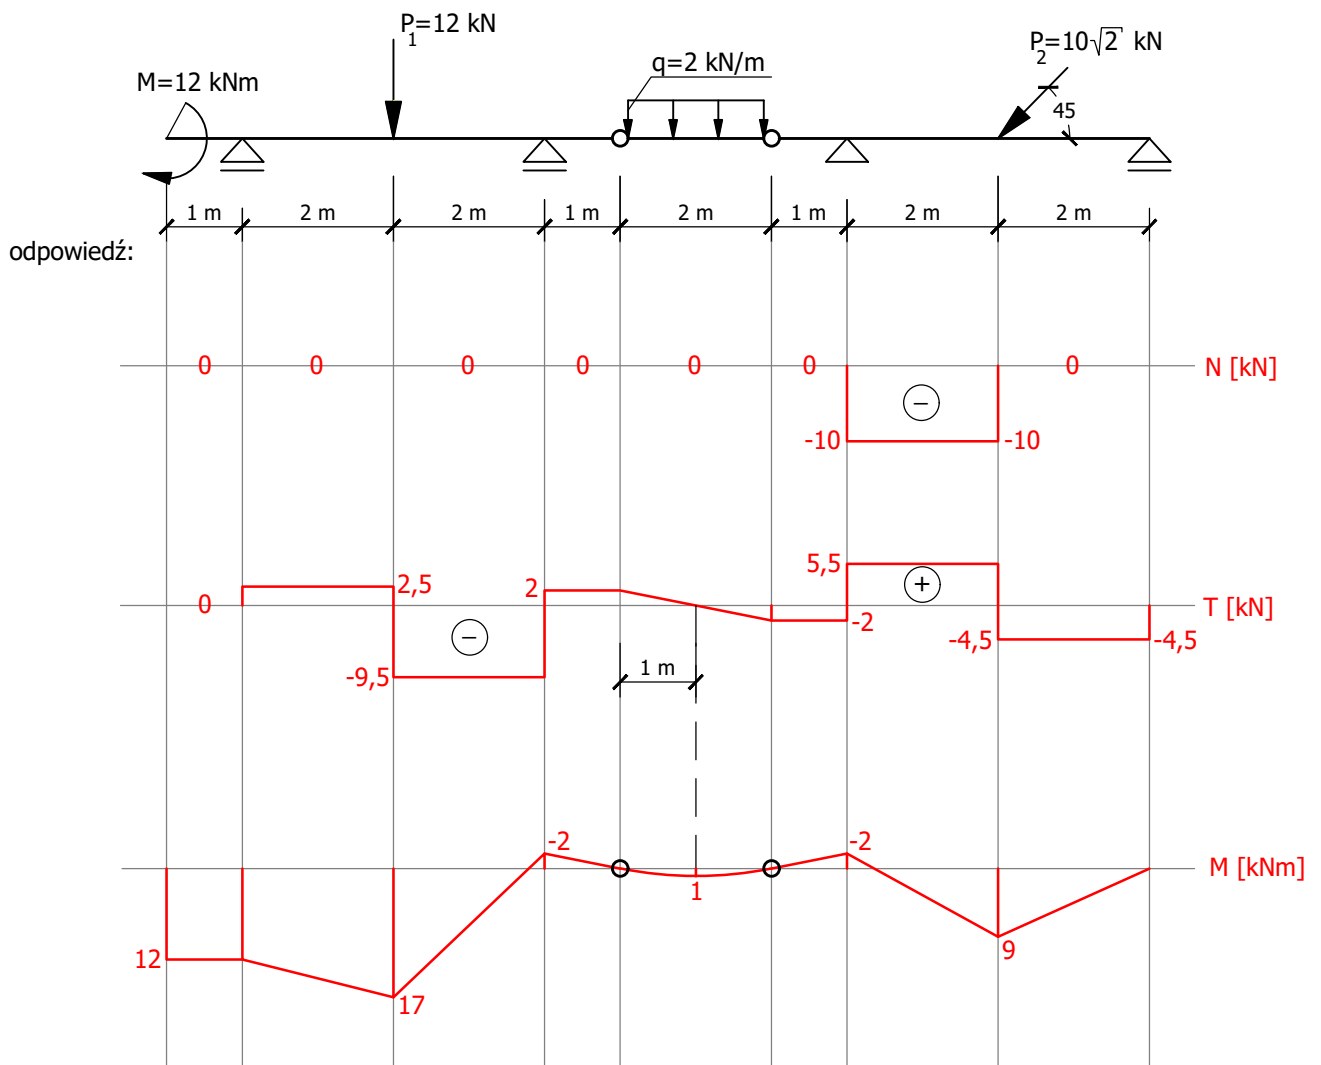 P₁=12 kN
P₂=10√2 kN
q=2 kN/m
M=12 kNm
45
1 m 2 m 2 m 1 m 2 m 1 m 2 m 2 m
odpowiedź:
0 0 0 0 0 0 − 0 N [kN]
-10 -10
5,5
2,5 2 +
0 T [kN]
− -2
-4,5 -4,5
-9,5 1 m
-2 -2
M [kNm]
1
9
12
17